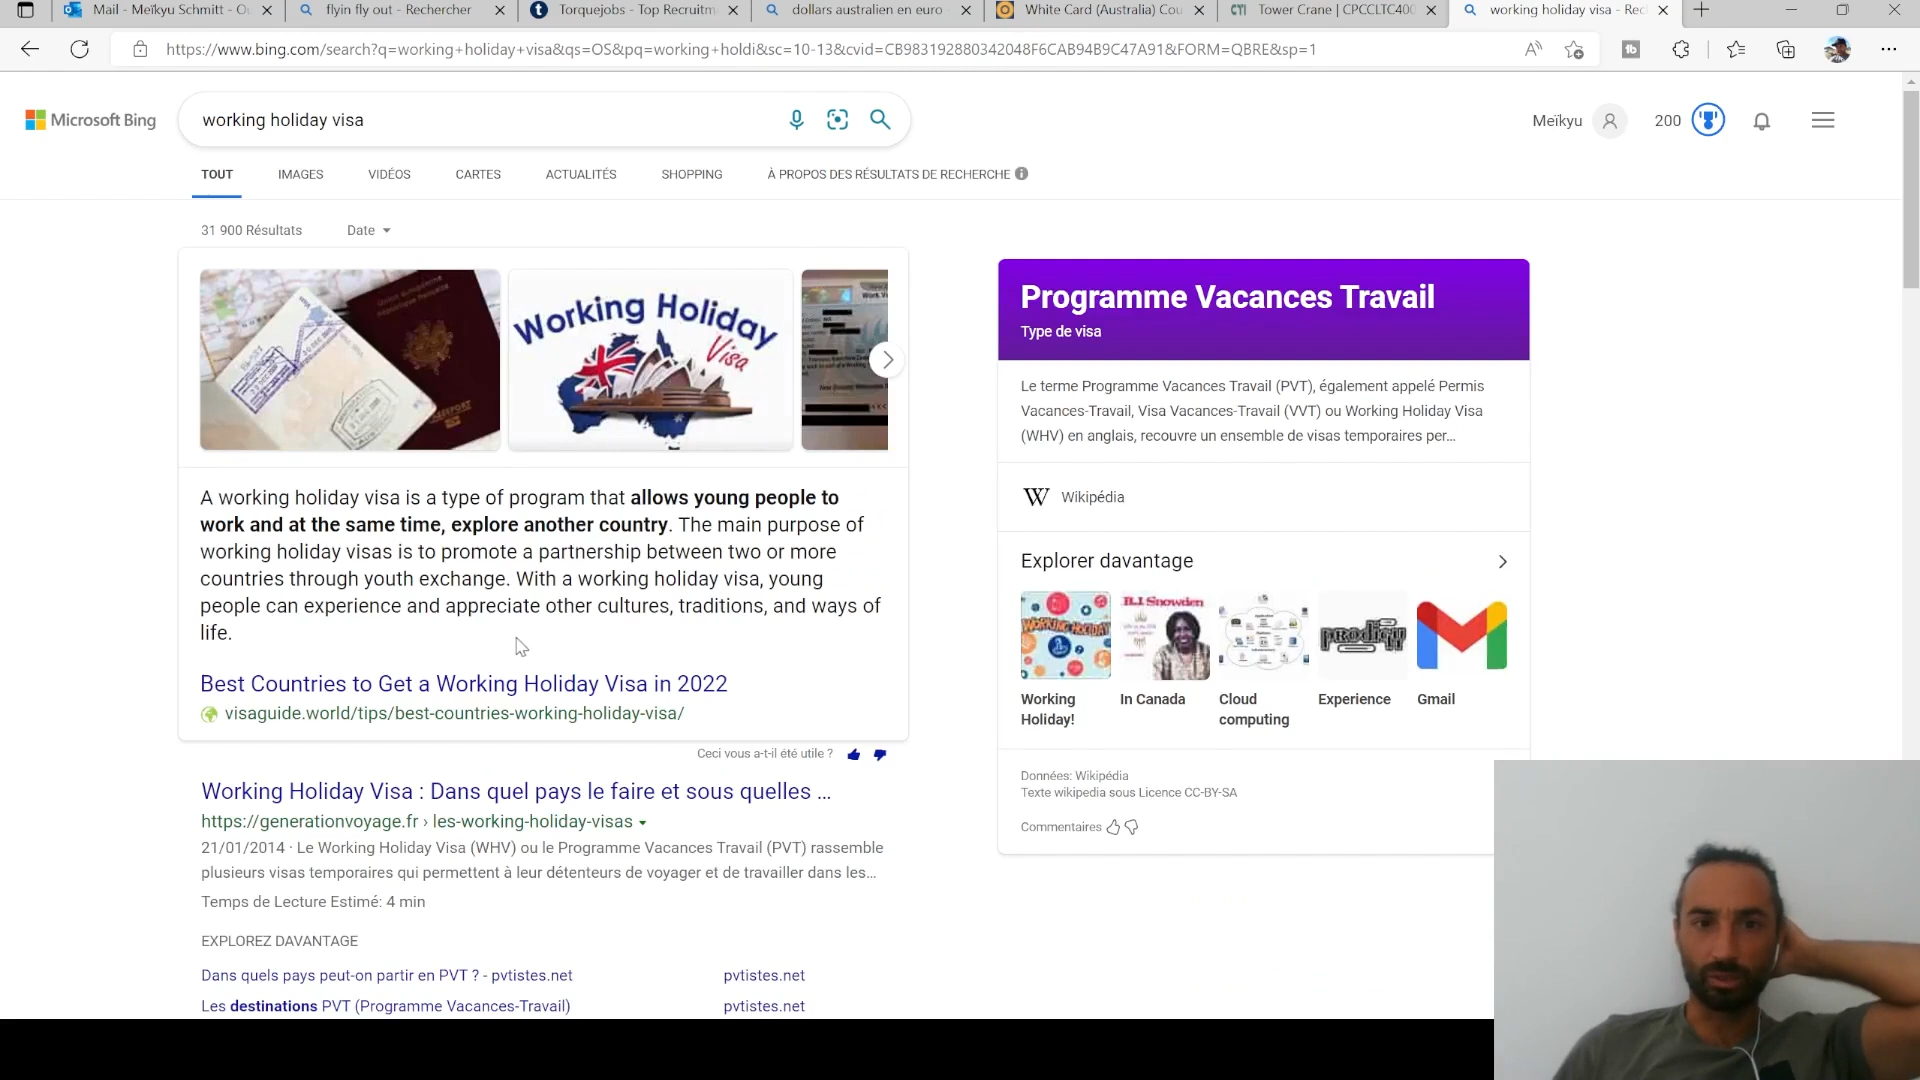 Mail - Meïkyu Schmitt - Ou
flyin fly out - Rechercher
Torquejobs - Top Recruitm
dollars australien en euro -
White Card (Australia) Cou
CTI
Tower Crane | CPCCLTC400
working holiday visa - Rec
https://www.bing.com/search?q=working+holiday+visa&qs=OS&pq=working+holdi&sc=10-13&cvid=CB983192880342048F6CAB94B9C47A91&FORM=QBRE&sp=1
Microsoft Bing
working holiday visa
Meïkyu
200
TOUT
IMAGES
VIDÉOS
CARTES
ACTUALITÉS
SHOPPING
À PROPOS DES RÉSULTATS DE RECHERCHE
31 900 Résultats
Date
Working Holiday
Visa
A working holiday visa is a type of program that allows young people to
work and at the same time, explore another country. The main purpose of
working holiday visas is to promote a partnership between two or more
countries through youth exchange. With a working holiday visa, young
people can experience and appreciate other cultures, traditions, and ways of
life.
Best Countries to Get a Working Holiday Visa in 2022
visaguide.world/tips/best-countries-working-holiday-visa/
Ceci vous a-t-il été utile ?
Working Holiday Visa : Dans quel pays le faire et sous quelles ...
https://generationvoyage.fr › les-working-holiday-visas
21/01/2014 · Le Working Holiday Visa (WHV) ou le Programme Vacances Travail (PVT) rassemble
plusieurs visas temporaires qui permettent à leur détenteurs de voyager et de travailler dans les...
Temps de Lecture Estimé: 4 min
EXPLOREZ DAVANTAGE
Dans quels pays peut-on partir en PVT ? - pvtistes.net
pvtistes.net
Les destinations PVT (Programme Vacances-Travail)
pvtistes.net
Programme Vacances Travail
Type de visa
Le terme Programme Vacances Travail (PVT), également appelé Permis
Vacances-Travail, Visa Vacances-Travail (VVT) ou Working Holiday Visa
(WHV) en anglais, recouvre un ensemble de visas temporaires per...
W Wikipédia
Explorer davantage
WORKING HOLIDAY
B.J. Snowden
prodigy
Working
Holiday!
In Canada
Cloud
computing
Experience
Gmail
Données: Wikipédia
Texte wikipedia sous Licence CC-BY-SA
Commentaires